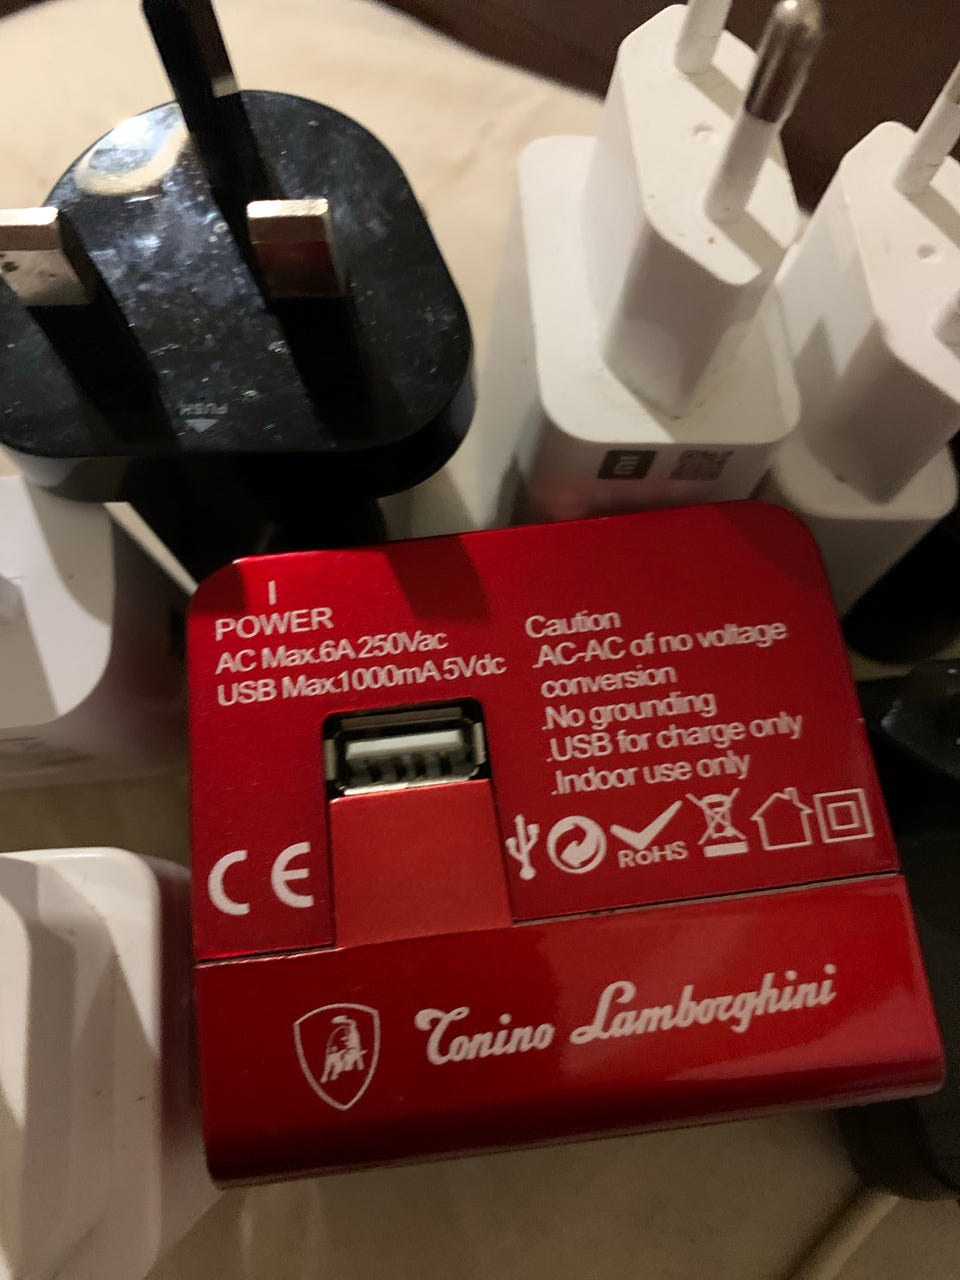 PUSH
I
POWER
AC Max.6A 250Vac
USB Max.1000mA 5Vdc
Caution
.AC-AC of no voltage
conversion
.No grounding
.USB for charge only
.Indoor use only
CE
RoHS
Tonino Lamborghini